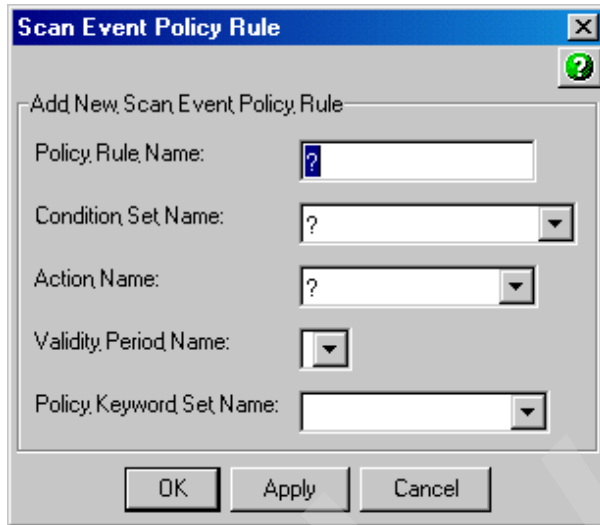 Scan Event Policy Rule
?
Add New Scan Event Policy Rule
Policy Rule Name:
?
Condition Set Name:
?
Action Name:
?
Validity Period Name:
Policy Keyword Set Name:
OK
Apply
Cancel